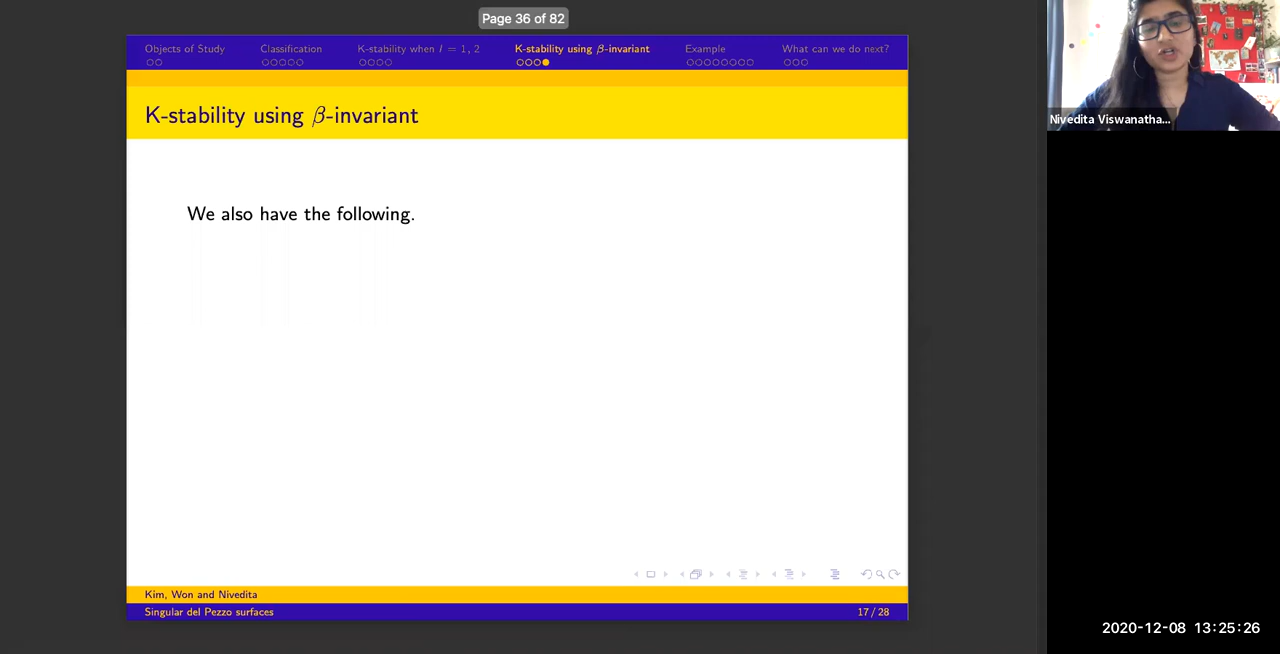 Page 36 of 82
Objects of Study
Classification
K-stability when I = 1, 2
K-stability using β-invariant
Example
What can we do next?
K-stability using β-invariant
We also have the following.
Kim, Won and Nivedita
Singular del Pezzo surfaces
17 / 28
Nivedita Viswanatha...
2020-12-08 13:25:26